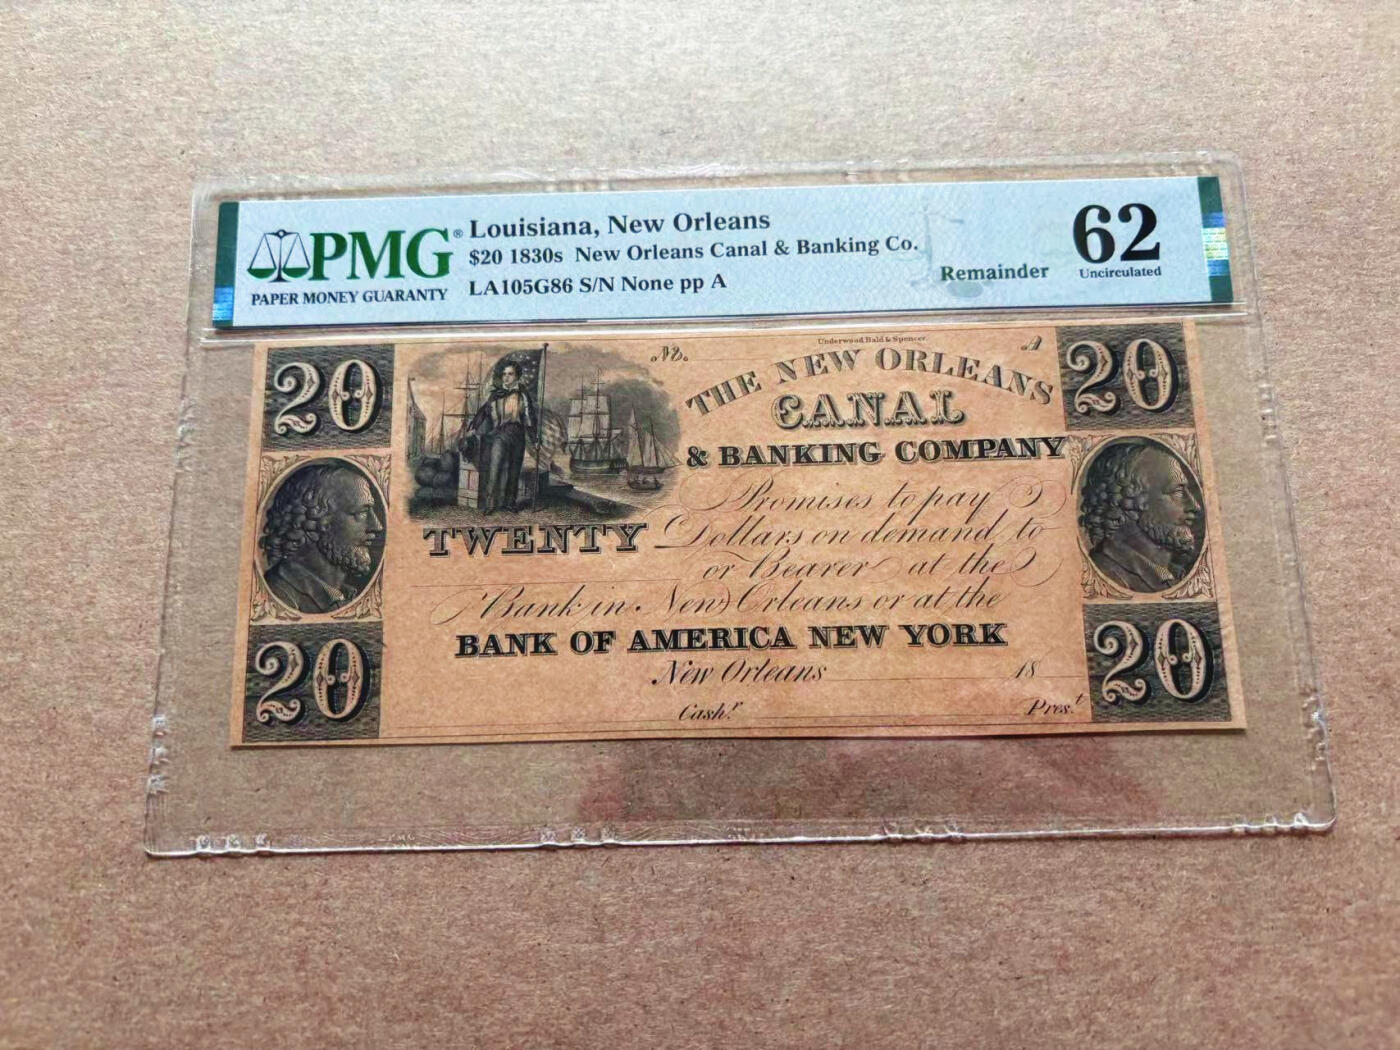 PMG®
PAPER MONEY GUARANTY
Louisiana, New Orleans
$20 1830s New Orleans Canal & Banking Co.
LA105G86 S/N None pp A
Remainder
62
Uncirculated
20
20
20
20
No.
Underwood Bald & Spencer
A
THE NEW ORLEANS
CANAL
& BANKING COMPANY
Promises to pay
TWENTY Dollars on demand to
or Bearer at the
Bank in New Orleans or at the
BANK OF AMERICA NEW YORK
New Orleans 18
Cashr. Prest.